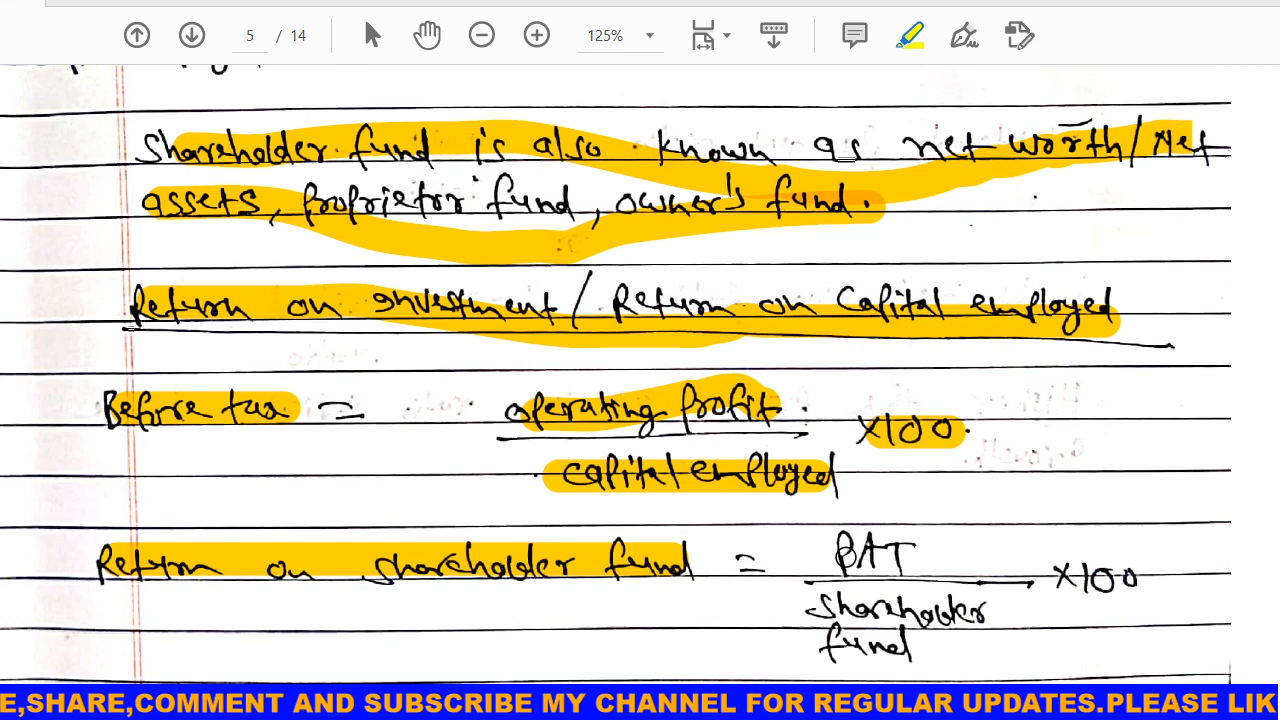 5 / 14
125%
Shareholder fund is also known as net worth/Net
assets, proprietor fund, owner's fund.
Return on investment / Return on Capital employed
Before tax = operating profit
capital employed
×100.
Return on shareholder fund = PAT
shareholder
fund
×100
E,SHARE,COMMENT AND SUBSCRIBE MY CHANNEL FOR REGULAR UPDATES.PLEASE LIK